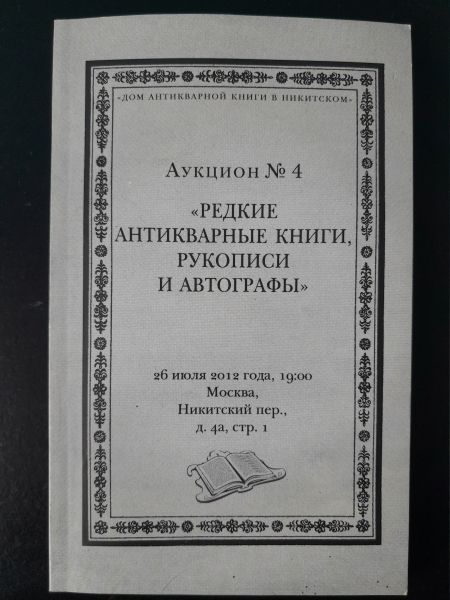 «ДОМ АНТИКВАРНОЙ КНИГИ В НИКИТСКОМ»
АУКЦИОН № 4
«РЕДКИЕ
АНТИКВАРНЫЕ КНИГИ,
РУКОПИСИ
И АВТОГРАФЫ»
26 июля 2012 года, 19:00
Москва,
Никитский пер.,
д. 4а, стр. 1